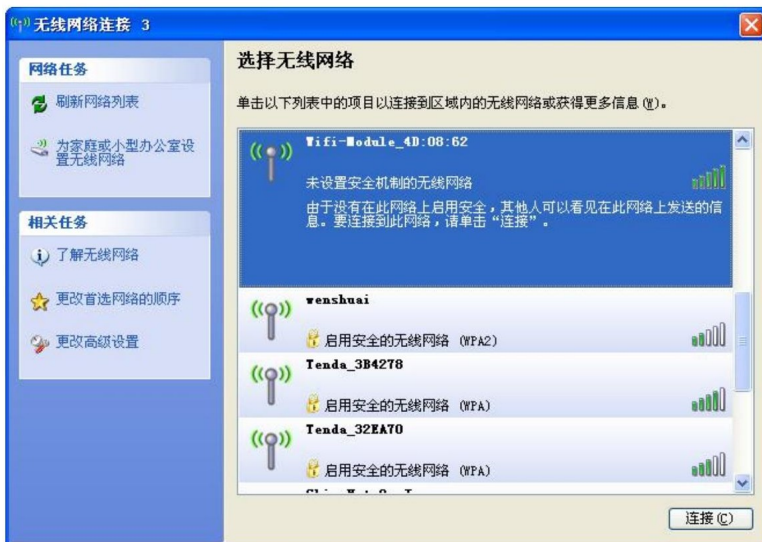 无线网络连接 3
网络任务
刷新网络列表
为家庭或小型办公室设
置无线网络
相关任务
了解无线网络
更改首选网络的顺序
更改高级设置
选择无线网络
单击以下列表中的项目以连接到区域内的无线网络或获得更多信息(W)。
Wifi-Module_4D:08:62
未设置安全机制的无线网络
由于没有在此网络上启用安全，其他人可以看见在此网络上发送的信
息。要连接到此网络，请单击“连接”。
wenshuai
启用安全的无线网络 (WPA2)
Tenda_3B4278
启用安全的无线网络 (WPA)
Tenda_32EA70
启用安全的无线网络 (WPA)
连接(C)